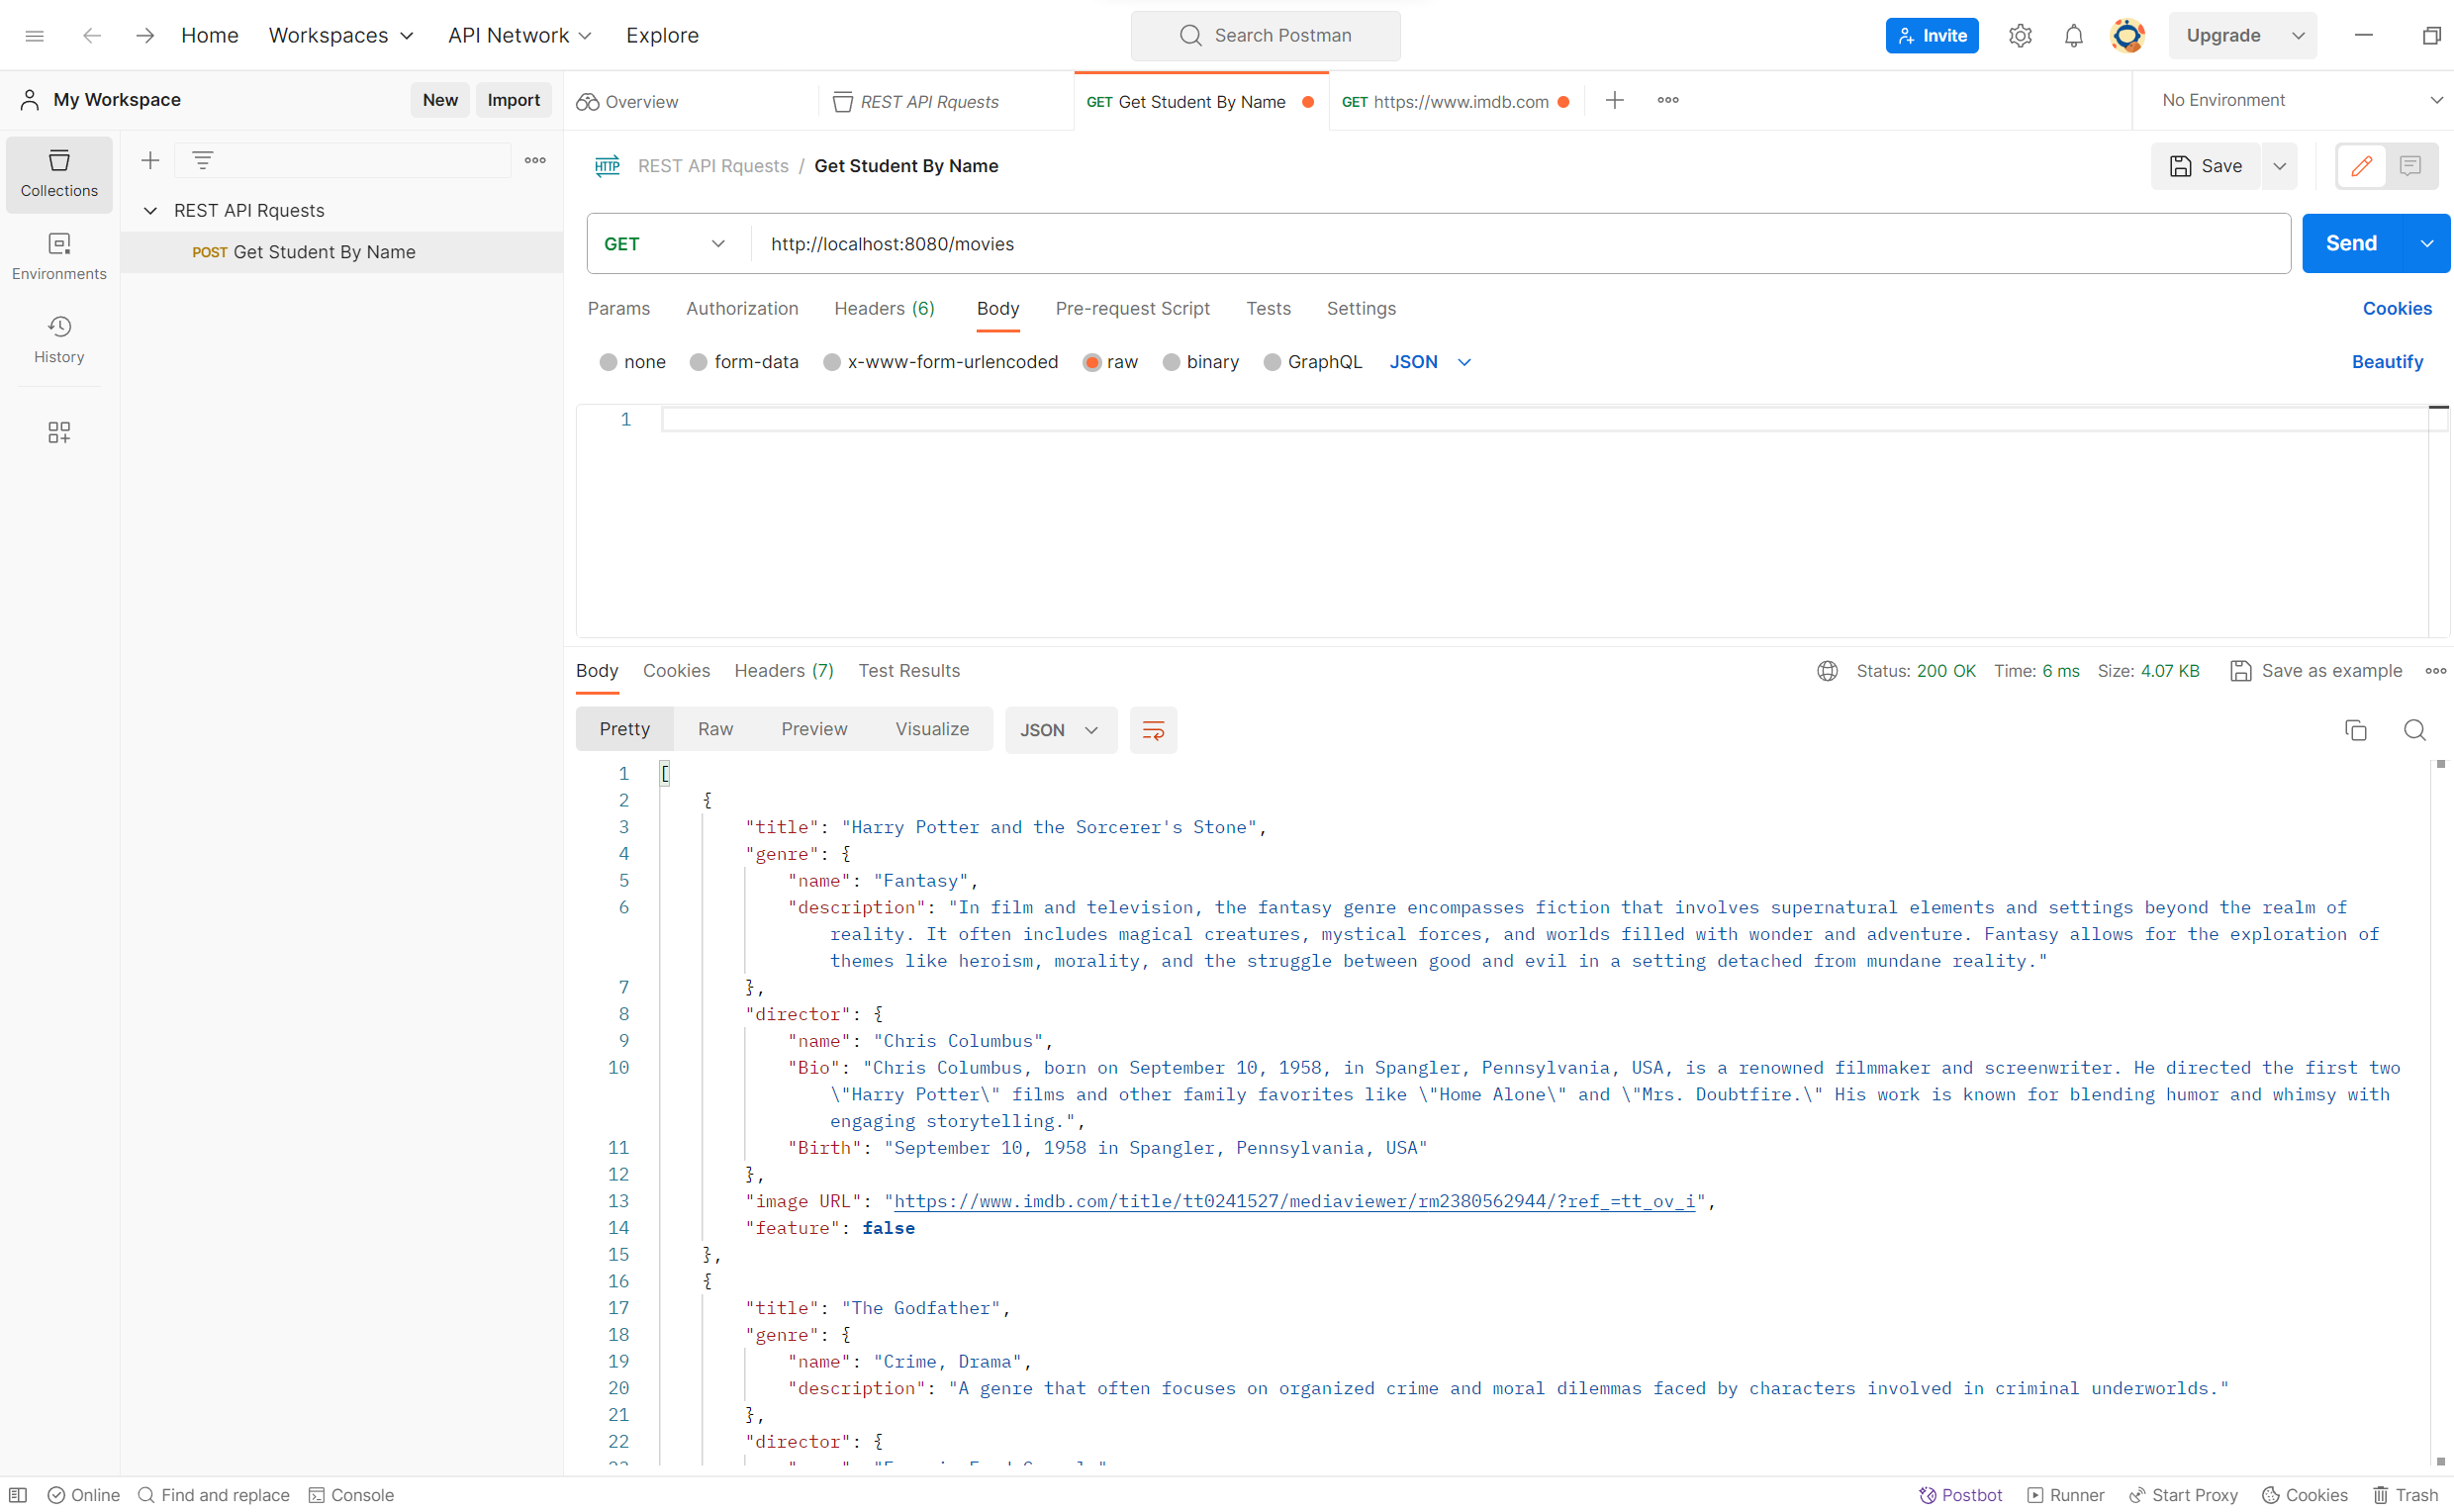 Home Workspaces API Network Explore
Search Postman
Invite
Upgrade
My Workspace New Import
Overview REST API Rquests GET Get Student By Name GET https://www.imdb.com
No Environment
Collections
Environments
History
REST API Rquests
POST Get Student By Name
HTTP REST API Rquests / Get Student By Name
Save
GET http://localhost:8080/movies
Send
Params Authorization Headers (6) Body Pre-request Script Tests Settings
Cookies
none form-data x-www-form-urlencoded raw binary GraphQL JSON
Beautify
1
Body Cookies Headers (7) Test Results
Status: 200 OK Time: 6 ms Size: 4.07 KB Save as example
Pretty Raw Preview Visualize JSON
1 [
2 {
3 "title": "Harry Potter and the Sorcerer's Stone",
4 "genre": {
5 "name": "Fantasy",
6 "description": "In film and television, the fantasy genre encompasses fiction that involves supernatural elements and settings beyond the realm of
reality. It often includes magical creatures, mystical forces, and worlds filled with wonder and adventure. Fantasy allows for the exploration of
themes like heroism, morality, and the struggle between good and evil in a setting detached from mundane reality."
7 },
8 "director": {
9 "name": "Chris Columbus",
10 "Bio": "Chris Columbus, born on September 10, 1958, in Spangler, Pennsylvania, USA, is a renowned filmmaker and screenwriter. He directed the first two
\"Harry Potter\" films and other family favorites like \"Home Alone\" and \"Mrs. Doubtfire.\" His work is known for blending humor and whimsy with
engaging storytelling.",
11 "Birth": "September 10, 1958 in Spangler, Pennsylvania, USA"
12 },
13 "image URL": "https://www.imdb.com/title/tt0241527/mediaviewer/rm2380562944/?ref_=tt_ov_i",
14 "feature": false
15 },
16 {
17 "title": "The Godfather",
18 "genre": {
19 "name": "Crime, Drama",
20 "description": "A genre that often focuses on organized crime and moral dilemmas faced by characters involved in criminal underworlds."
21 },
22 "director": {
Online Find and replace Console
Postbot Runner Start Proxy Cookies Trash